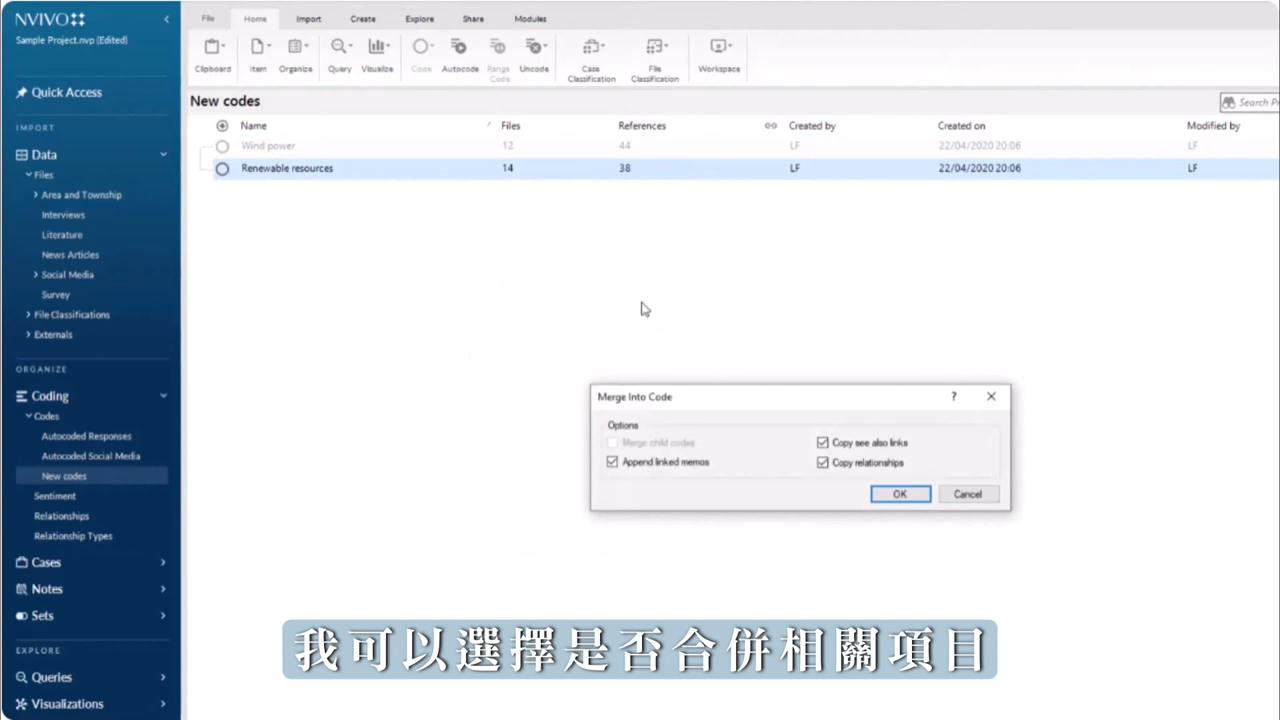 NVIVO
Sample Project.nvp (Edited)
Quick Access
IMPORT
Data
Files
Area and Township
Interviews
Literature
News Articles
Social Media
Survey
File Classifications
Externals
ORGANIZE
Coding
Codes
Autocoded Responses
Autocoded Social Media
New codes
Sentiment
Relationships
Relationship Types
Cases
Notes
Sets
EXPLORE
Queries
Visualizations
File Home Import Create Explore Share Modules
Clipboard Item Organize Query Visualize Code Autocode Range Code Uncode Case Classification File Classification Workspace
New codes
Search Pr
Name Files References Created by Created on Modified by
Wind power 12 44 LF 22/04/2020 20:06 LF
Renewable resources 14 38 LF 22/04/2020 20:06 LF
Merge Into Code ?
Options
Merge child codes Copy see also links
Append linked memos Copy relationships
OK Cancel
我可以選擇是否合併相關項目